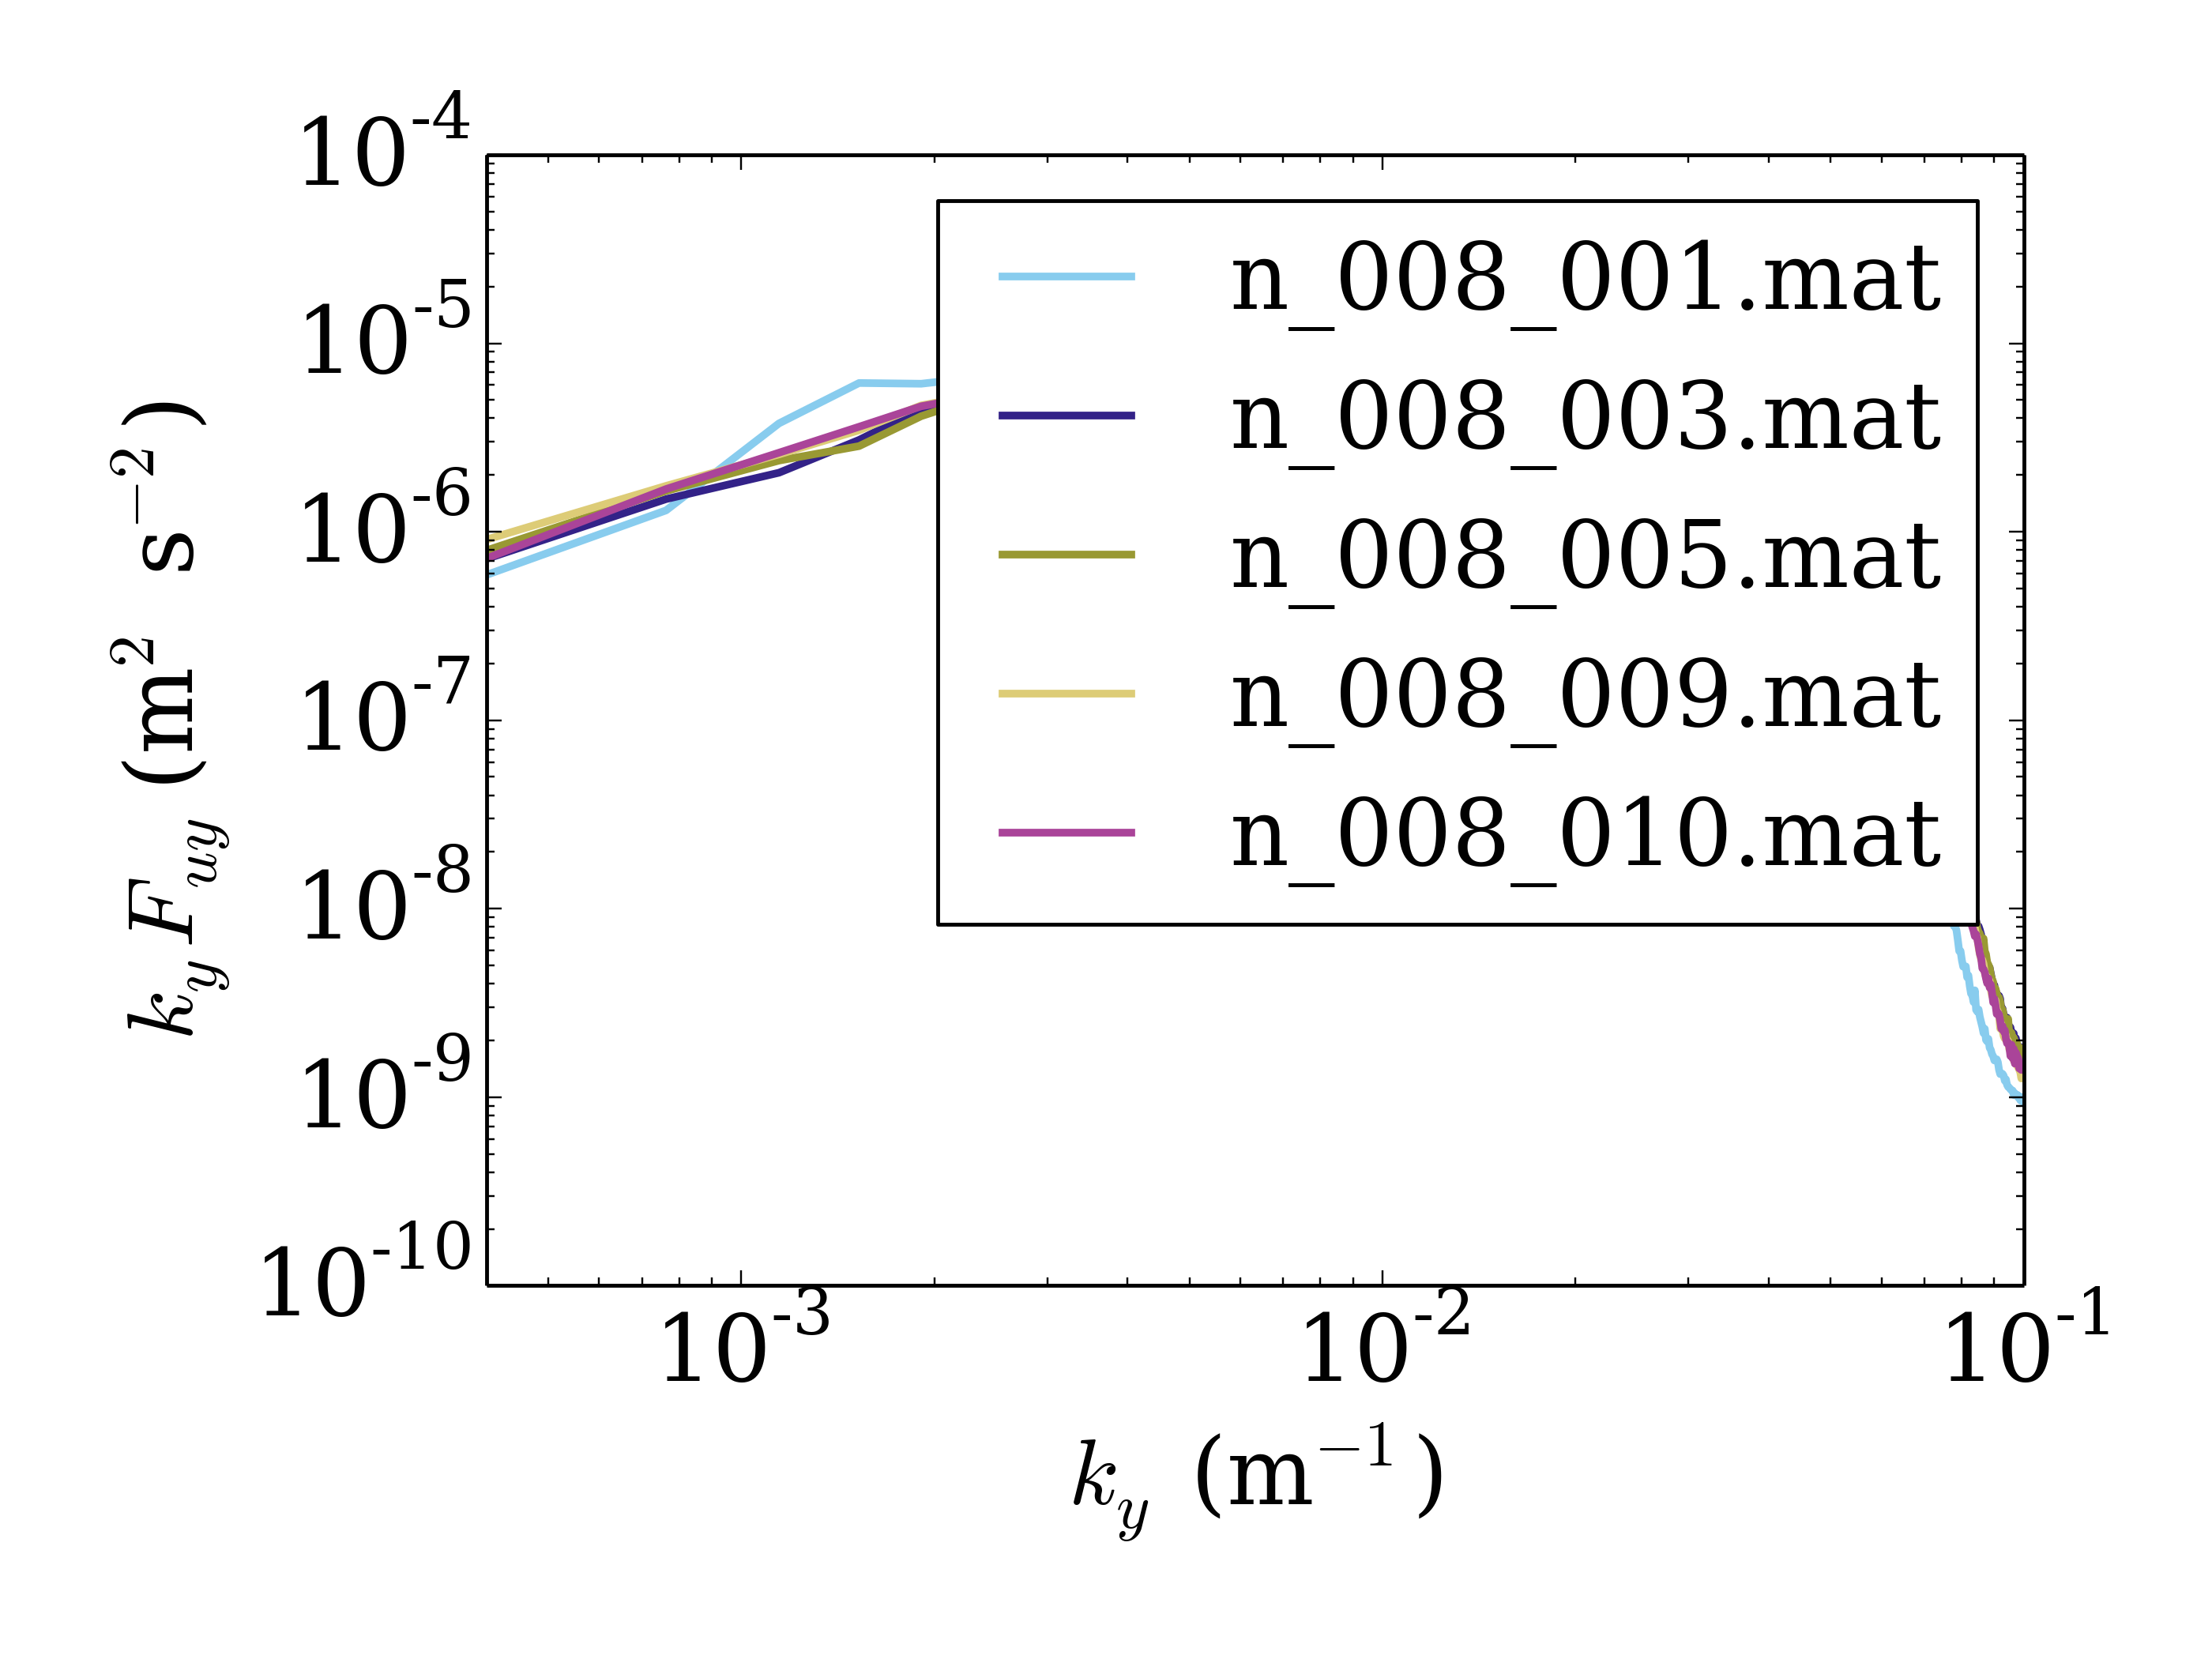 10^-4
10^-5
10^-6
10^-7
10^-8
10^-9
10^-10
k_y F_uy (m^2 s^−2)
n_008_001.mat
n_008_003.mat
n_008_005.mat
n_008_009.mat
n_008_010.mat
10^-3 10^-2 10^-1
k_y (m^−1)